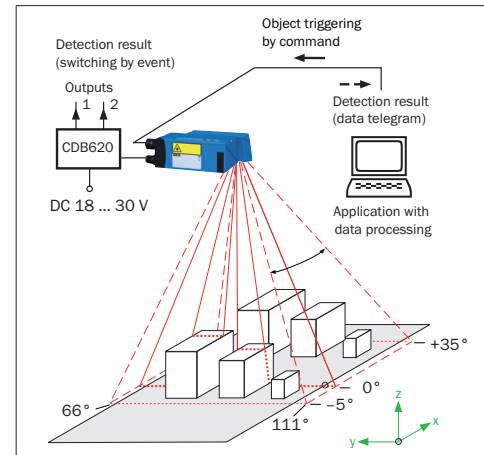 Detection result
(switching by event)
Outputs
1 2
CDB620
DC 18 ... 30 V
Object triggering
by command
Detection result
(data telegram)
Application with
data processing
+35°
0°
–5°
66°
111°
z
x
y